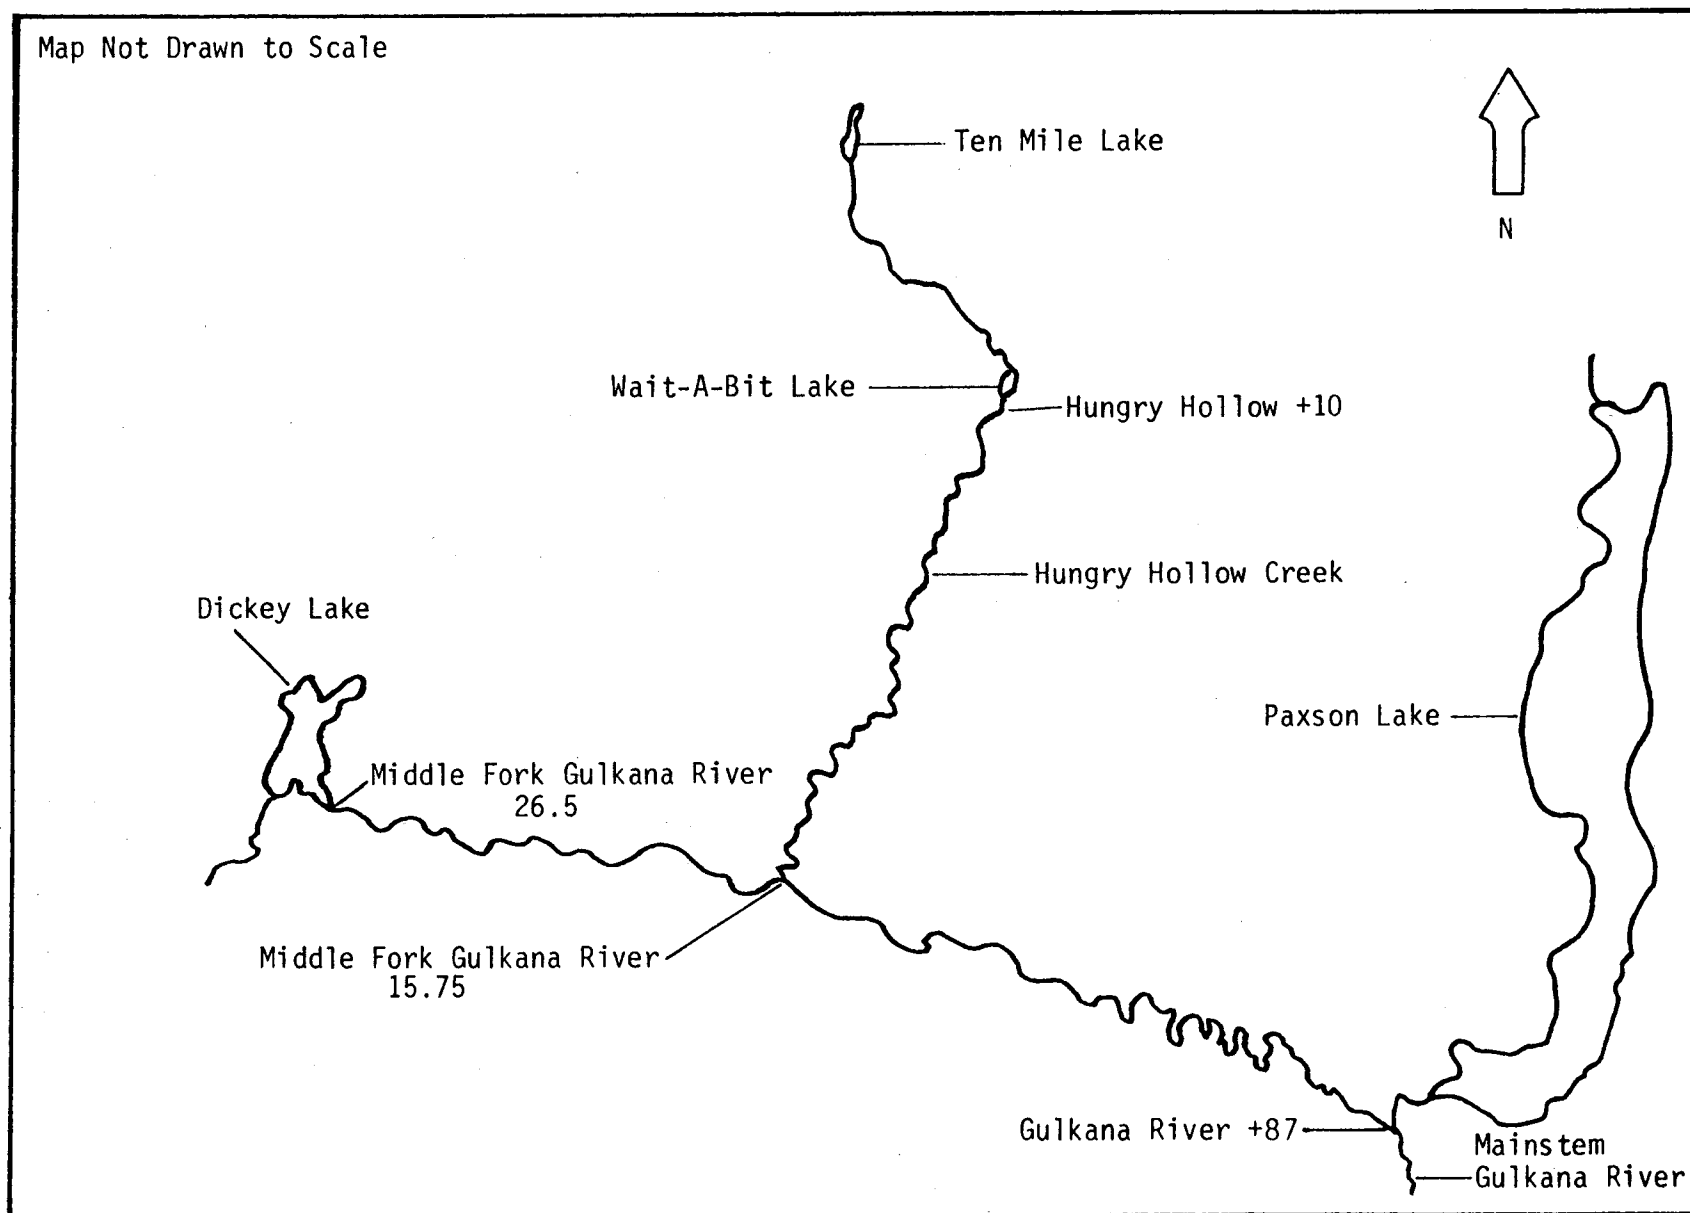 Map Not Drawn to Scale
Ten Mile Lake
N
Wait-A-Bit Lake
Hungry Hollow +10
Hungry Hollow Creek
Dickey Lake
Paxson Lake
Middle Fork Gulkana River
26.5
Middle Fork Gulkana River
15.75
Gulkana River +87
Mainstem
Gulkana River